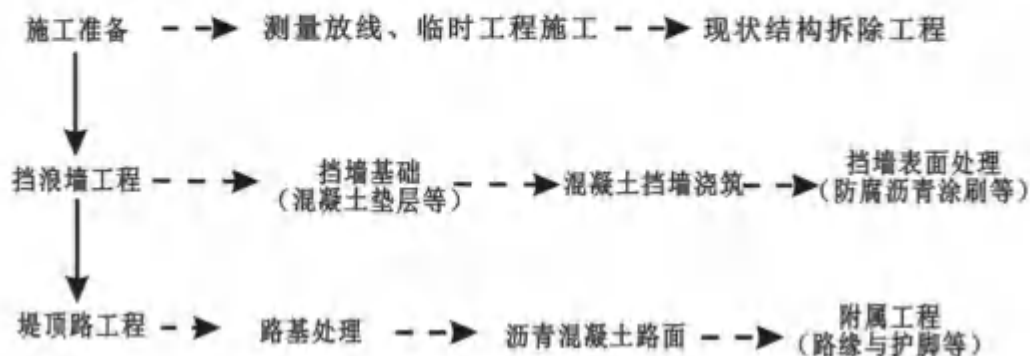 施工准备 测量放线、临时工程施工 现状结构拆除工程
挡浪墙工程 挡墙基础 混凝土挡墙浇筑 挡墙表面处理
(混凝土垫层等) (防腐沥青涂刷等)
堤顶路工程 路基处理 沥青混凝土路面 附属工程
(路缘与护脚等)